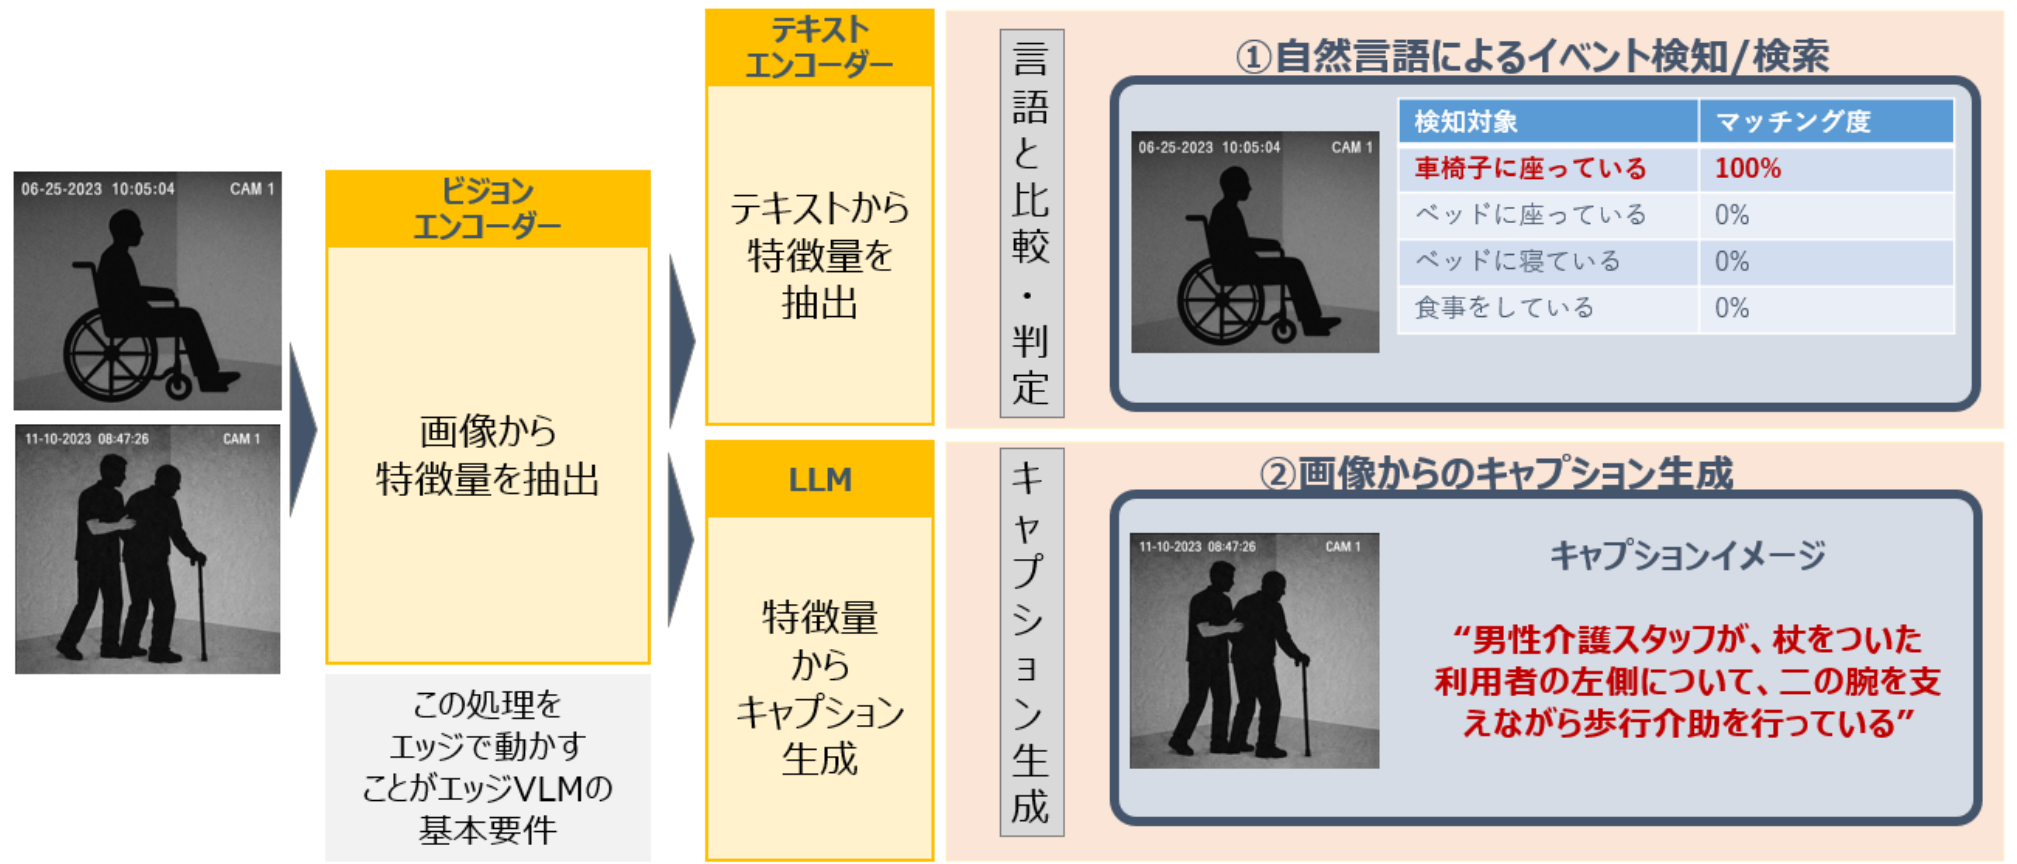 06-25-2023 10:05:04 CAM 1
11-10-2023 08:47:26 CAM 1
ビジョン
エンコーダー
画像から
特徴量を抽出
この処理を
エッジで動かす
ことがエッジVLMの
基本要件
テキスト
エンコーダー
テキストから
特徴量を
抽出
言語と比較・判定
①自然言語によるイベント検知/検索
06-25-2023 10:05:04 CAM 1
検知対象 マッチング度
車椅子に座っている 100%
ベッドに座っている 0%
ベッドに寝ている 0%
食事をしている 0%
LLM
特徴量
から
キャプション
生成
キャプション生成
②画像からのキャプション生成
11-10-2023 08:47:26 CAM 1
キャプションイメージ
“男性介護スタッフが、杖をついた
利用者の左側について、二の腕を支
えながら歩行介助を行っている”